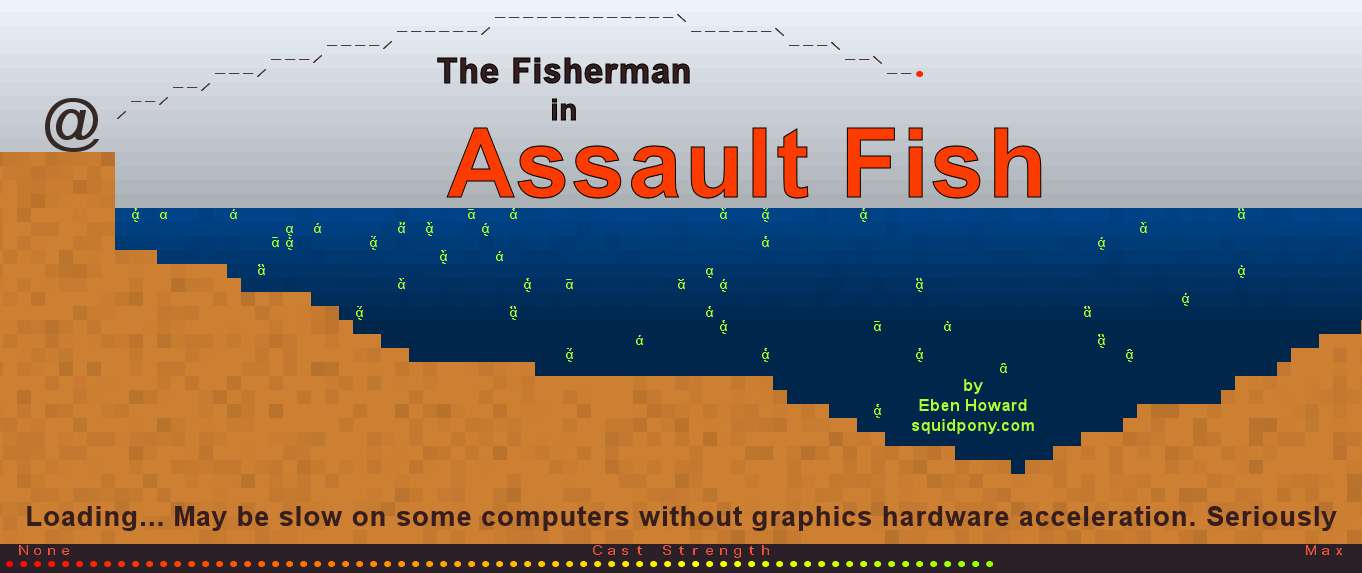 The Fisherman
in
@
Assault Fish
by
Eben Howard
squidpony.com
Loading... May be slow on some computers without graphics hardware acceleration. Seriously
None Cast Strength Max